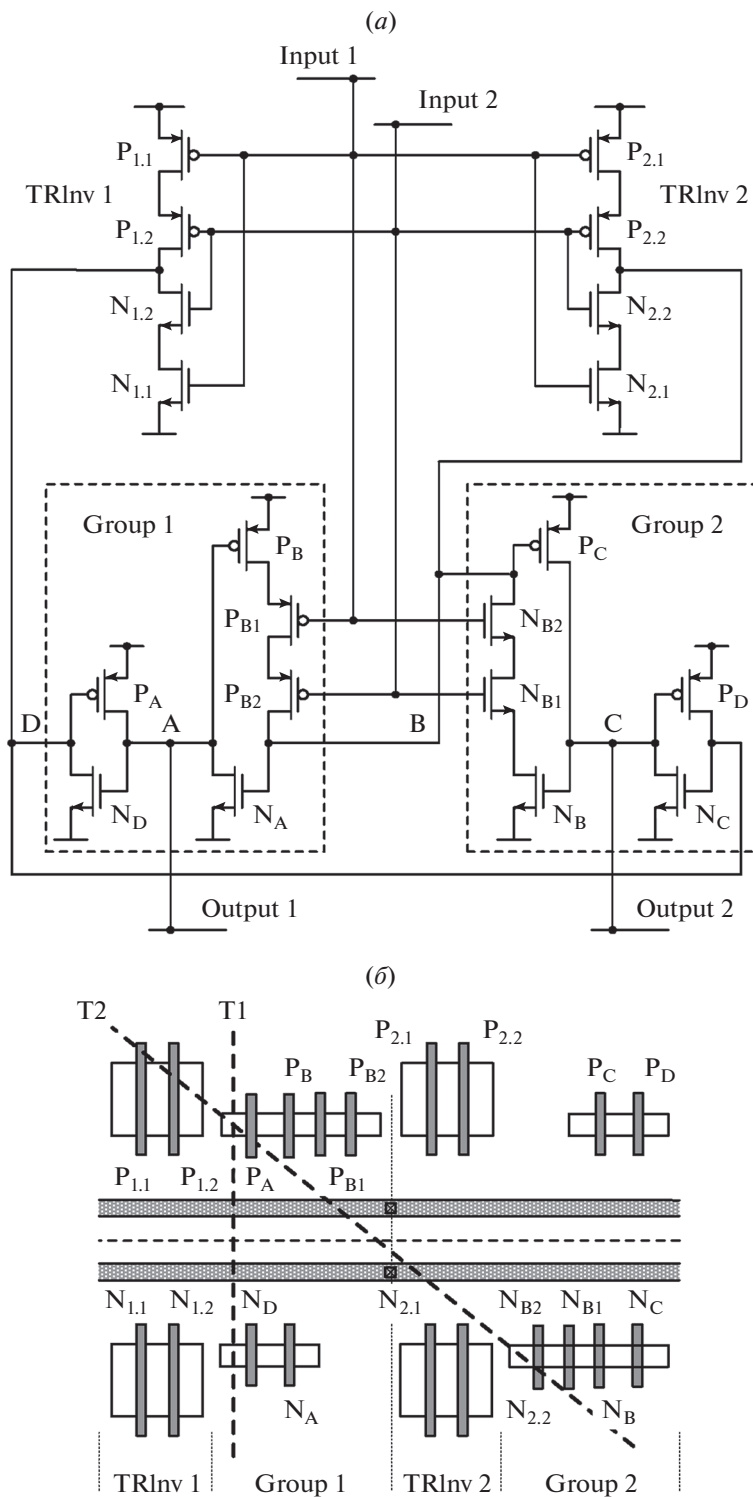 (а)
Input 1
Input 2
P1.1 P2.1
TRInv 1 TRInv 2
P1.2 P2.2
N1.2 N2.2
N1.1 N2.1
Group 1 Group 2
PB PC
PB1 NB2
PA PB2 NB1 PD
D A B C
ND NA NB NC
Output 1 Output 2
(б)
T2 T1
P2.1 P2.2
PB PB2 PC PD
P1.1 P1.2 PA PB1
N1.1 N1.2 ND N2.1 NB2 NB1 NC
NA N2.2 NB
TRInv 1 Group 1 TRInv 2 Group 2